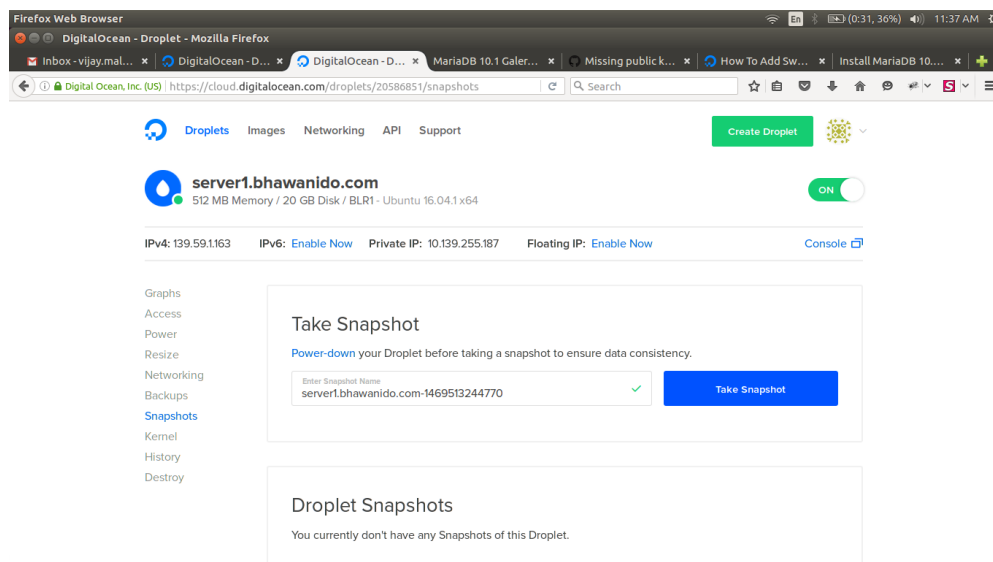 Firefox Web Browser
En (0:31, 36%) 11:37 AM
DigitalOcean - Droplet - Mozilla Firefox
Inbox - vijay.mal... × DigitalOcean - D... × DigitalOcean - D... × MariaDB 10.1 Galer... × Missing public k... × How To Add Sw... × Install MariaDB 10.... ×
Digital Ocean, Inc. (US) https://cloud.digitalocean.com/droplets/20586851/snapshots Search S
Droplets Images Networking API Support Create Droplet
server1.bhawanido.com
512 MB Memory / 20 GB Disk / BLR1 - Ubuntu 16.04.1 x64
ON
IPv4: 139.59.1.163 IPv6: Enable Now Private IP: 10.139.255.187 Floating IP: Enable Now Console
Graphs
Access
Power
Resize
Networking
Backups
Snapshots
Kernel
History
Destroy
Take Snapshot
Power-down your Droplet before taking a snapshot to ensure data consistency.
Enter Snapshot Name
server1.bhawanido.com-1469513244770
Take Snapshot
Droplet Snapshots
You currently don't have any Snapshots of this Droplet.